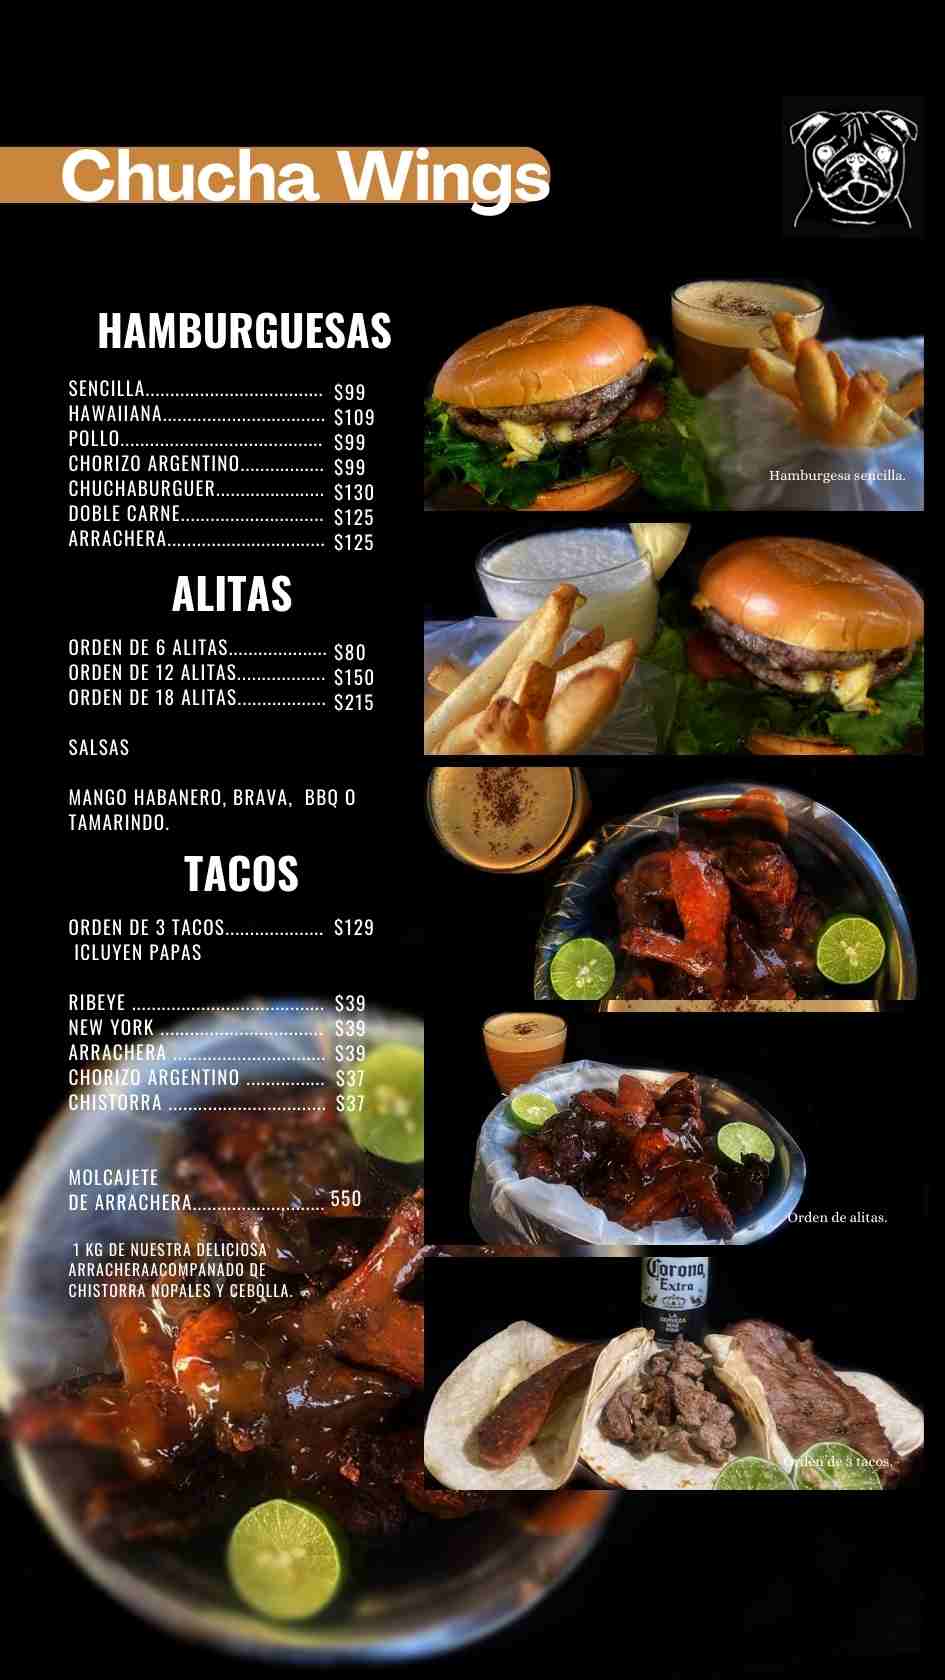 Chucha Wings
HAMBURGUESAS
SENCILLA.................................... $99
HAWAIIANA................................. $109
POLLO......................................... $99
CHORIZO ARGENTINO................. $99
CHUCHABURGUER...................... $130
DOBLE CARNE............................. $125
ARRACHERA................................ $125
Hamburgesa sencilla.
ALITAS
ORDEN DE 6 ALITAS.................... $80
ORDEN DE 12 ALITAS.................. $150
ORDEN DE 18 ALITAS.................. $215
SALSAS
MANGO HABANERO, BRAVA,  BBQ O
TAMARINDO.
TACOS
ORDEN DE 3 TACOS.................... $129
ICLUYEN PAPAS
RIBEYE ....................................... $39
NEW YORK ................................. $39
ARRACHERA ............................... $39
CHORIZO ARGENTINO ................ $37
CHISTORRA ................................ $37
MOLCAJETE
DE ARRACHERA........................... 550
1 KG DE NUESTRA DELICIOSA
ARRACHERAACOMPANADO DE
CHISTORRA NOPALES Y CEBOLLA.
Orden de alitas.
Corona
Extra
LA
CERVEZA
MAS
FINA
Orden de 3 tacos.